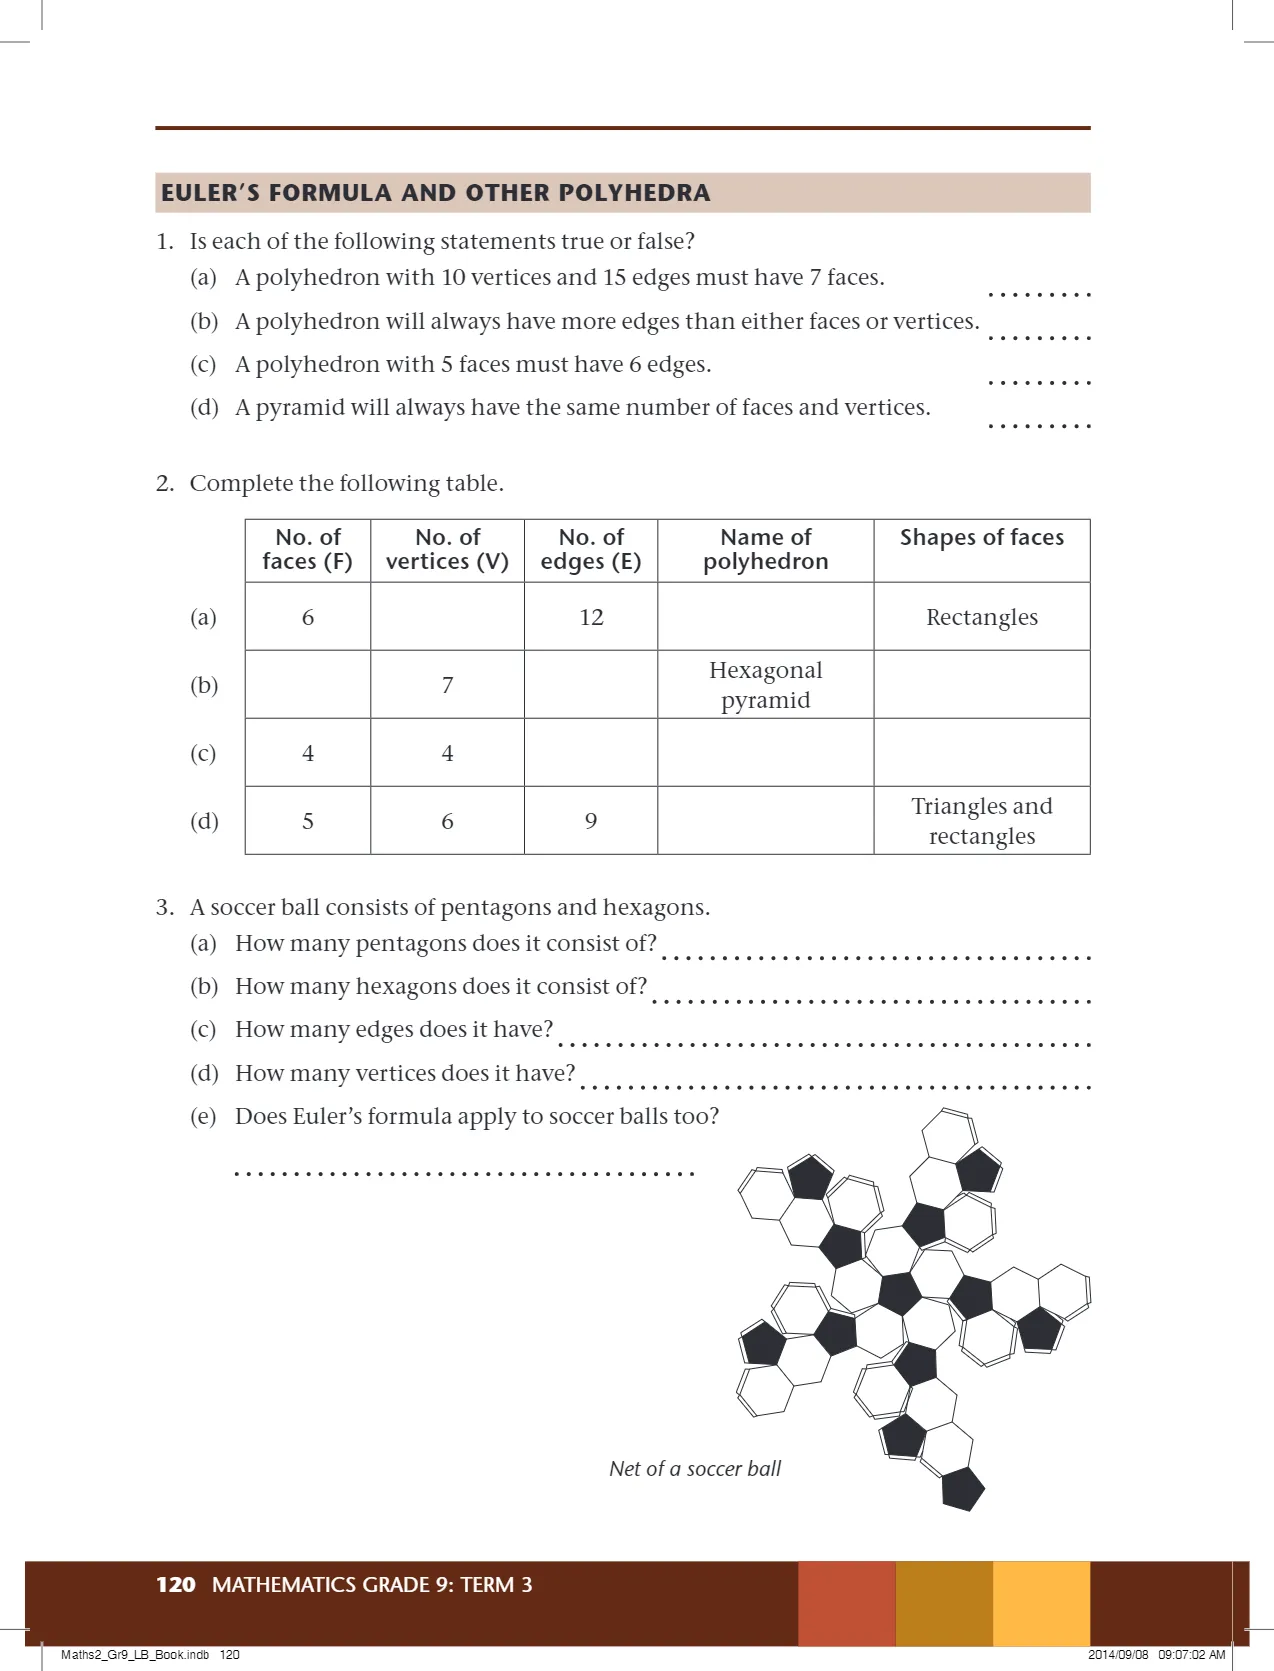 EULER’S FORMULA AND OTHER POLYHEDRA
1. Is each of the following statements true or false?
(a) A polyhedron with 10 vertices and 15 edges must have 7 faces. .........
(b) A polyhedron will always have more edges than either faces or vertices. .........
(c) A polyhedron with 5 faces must have 6 edges. .........
(d) A pyramid will always have the same number of faces and vertices. .........
2. Complete the following table.
No. of faces (F) No. of vertices (V) No. of edges (E) Name of polyhedron Shapes of faces
(a) 6 12 Rectangles
(b) 7 Hexagonal pyramid
(c) 4 4
(d) 5 6 9 Triangles and rectangles
3. A soccer ball consists of pentagons and hexagons.
(a) How many pentagons does it consist of? ....................................
(b) How many hexagons does it consist of? .....................................
(c) How many edges does it have? .............................................
(d) How many vertices does it have? ...........................................
(e) Does Euler’s formula apply to soccer balls too?
.......................................
Net of a soccer ball
120 MATHEMATICS GRADE 9: TERM 3
Maths2_Gr9_LB_Book.indb 120 2014/09/08 09:07:02 AM